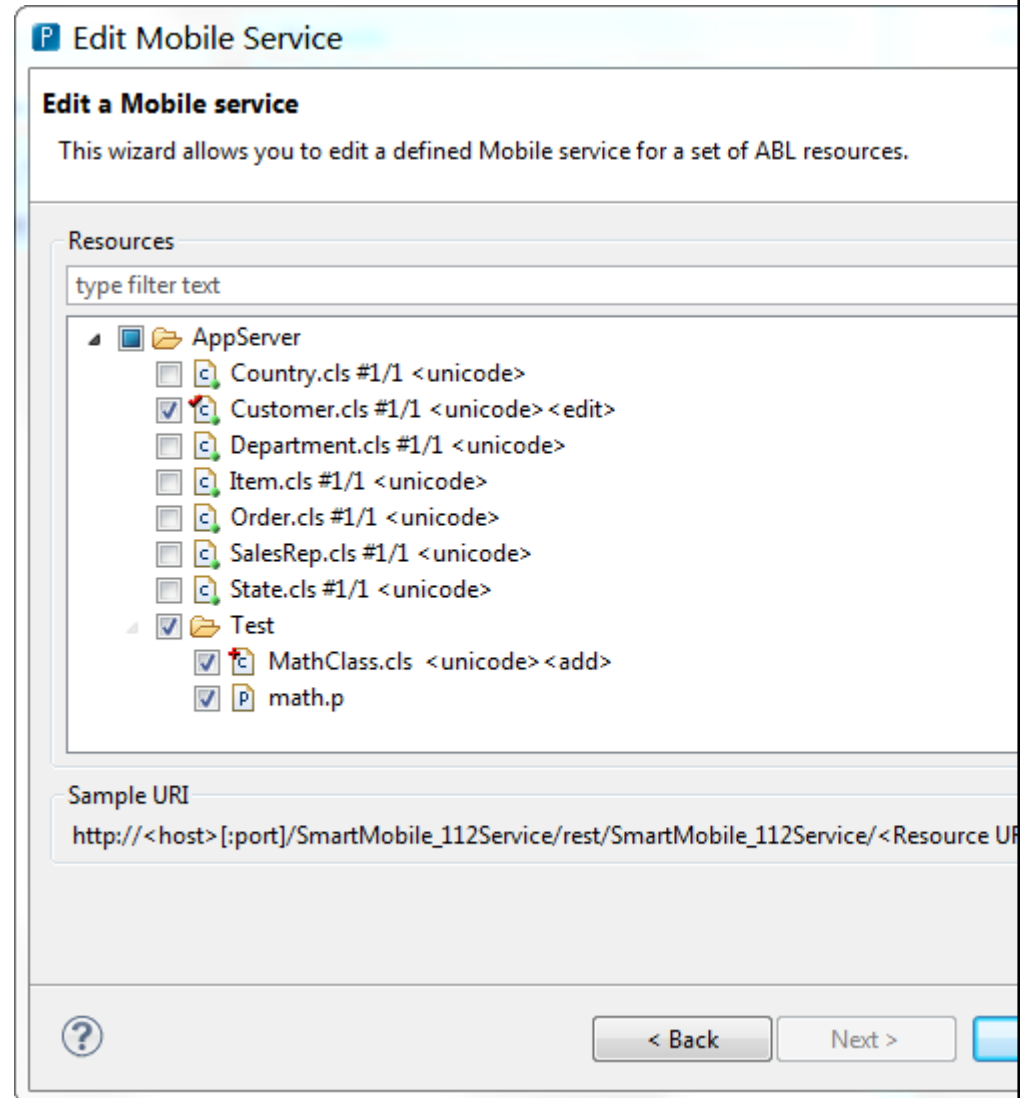 Edit Mobile Service
Edit a Mobile service
This wizard allows you to edit a defined Mobile service for a set of ABL resources.
Resources
type filter text
AppServer
Country.cls #1/1 <unicode>
Customer.cls #1/1 <unicode><edit>
Department.cls #1/1 <unicode>
Item.cls #1/1 <unicode>
Order.cls #1/1 <unicode>
SalesRep.cls #1/1 <unicode>
State.cls #1/1 <unicode>
Test
MathClass.cls <unicode><add>
math.p
Sample URI
http://<host>[:port]/SmartMobile_112Service/rest/SmartMobile_112Service/<Resource
< Back Next >